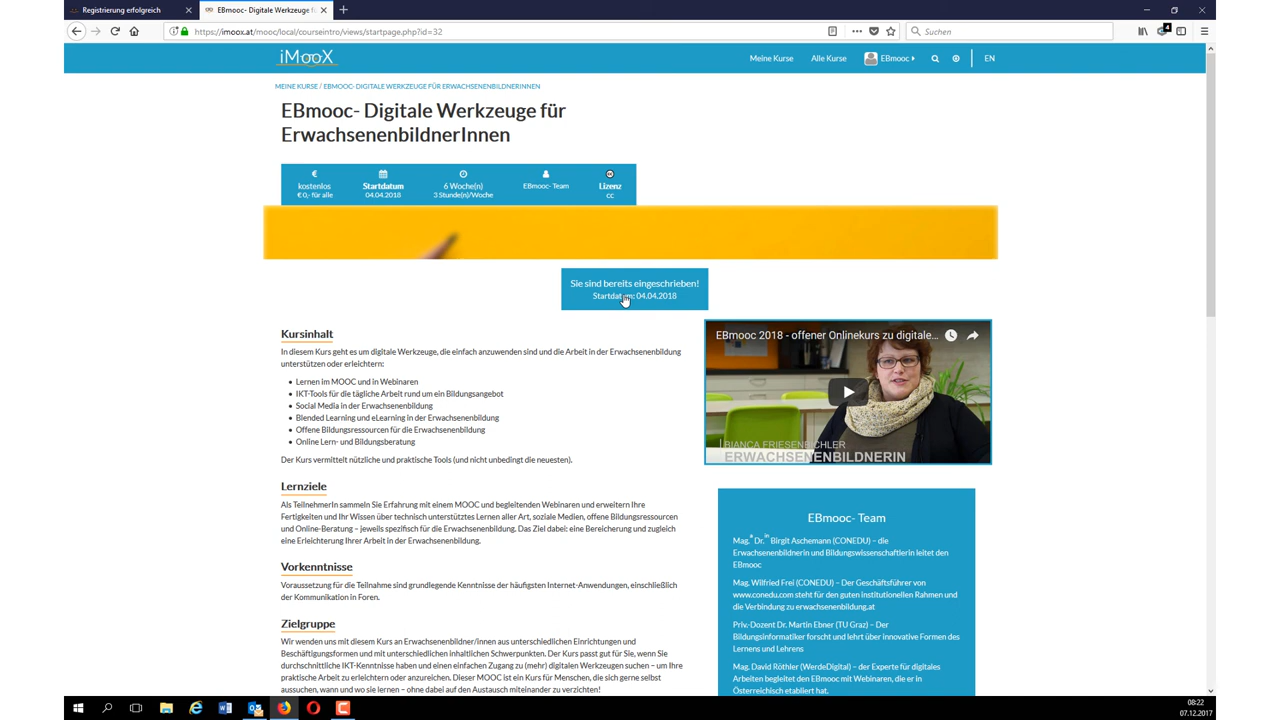 Registrierung erfolgreich
EBmooc- Digitale Werkzeuge f
https://imoox.at/mooc/local/courseintro/views/startpage.php?id=32
Suchen
4
iMooX
Meine Kurse
Alle Kurse
EBmooc
EN
MEINE KURSE / EBMOOC- DIGITALE WERKZEUGE FÜR ERWACHSENENBILDNERINNEN
EBmooc- Digitale Werkzeuge für
ErwachsenenbildnerInnen
kostenlos
€ 0,- für alle
Startdatum
04.04.2018
6 Woche(n)
3 Stunde(n)/Woche
EBmooc- Team
Lizenz
cc
Sie sind bereits eingeschrieben!
Startdatum: 04.04.2018
Kursinhalt
In diesem Kurs geht es um digitale Werkzeuge, die einfach anzuwenden sind und die Arbeit in der Erwachsenenbildung
unterstützen oder erleichtern:
• Lernen im MOOC und in Webinaren
• IKT-Tools für die tägliche Arbeit rund um ein Bildungsangebot
• Social Media in der Erwachsenenbildung
• Blended Learning und eLearning in der Erwachsenenbildung
• Offene Bildungsressourcen für die Erwachsenenbildung
• Online Lern- und Bildungsberatung
Der Kurs vermittelt nützliche und praktische Tools (und nicht unbedingt die neuesten).
Lernziele
Als TeilnehmerIn sammeln Sie Erfahrung mit einem MOOC und begleitenden Webinaren und erweitern Ihre
Fertigkeiten und Ihr Wissen über technisch unterstütztes Lernen aller Art, soziale Medien, offene Bildungsressourcen
und Online-Beratung – jeweils spezifisch für die Erwachsenenbildung. Das Ziel dabei: eine Bereicherung und zugleich
eine Erleichterung Ihrer Arbeit in der Erwachsenenbildung.
Vorkenntnisse
Voraussetzung für die Teilnahme sind grundlegende Kenntnisse der häufigsten Internet-Anwendungen, einschließlich
der Kommunikation in Foren.
Zielgruppe
Wir wenden uns mit diesem Kurs an Erwachsenenbildner/innen aus unterschiedlichen Einrichtungen und
Beschäftigungsformen und mit unterschiedlichen inhaltlichen Schwerpunkten. Der Kurs passt gut für Sie, wenn Sie
durchschnittliche IKT-Kenntnisse haben und einen einfachen Zugang zu (mehr) digitalen Werkzeugen suchen – um Ihre
praktische Arbeit zu erleichtern oder anzureichern. Dieser MOOC ist ein Kurs für Menschen, die sich gerne selbst
aussuchen, wann und wo sie lernen – ohne dabei auf den Austausch miteinander zu verzichten!
EBmooc 2018 - offener Onlinekurs zu digitale...
BIANCA FRIESENBICHLER
ERWACHSENENBILDNERIN
EBmooc- Team
Mag.ª Dr.in Birgit Aschemann (CONEDU) – die
Erwachsenenbildnerin und Bildungswissenschaftlerin leitet den
EBmooc
Mag. Wilfried Frei (CONEDU) – Der Geschäftsführer von
www.conedu.com steht für den guten institutionellen Rahmen und
die Verbindung zu erwachsenenbildung.at
Priv.-Dozent Dr. Martin Ebner (TU Graz) – Der
Bildungsinformatiker forscht und lehrt über innovative Formen des
Lernens und Lehrens
Mag. David Röthler (WerdeDigital) – der Experte für digitales
Arbeiten begleitet den EBmooc mit Webinaren, die er in
Österreichisch etabliert hat.
08:22
07.12.2017